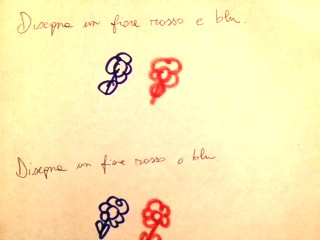 Disegna un fiore rosso e blu.
Disegna un fiore rosso o blu